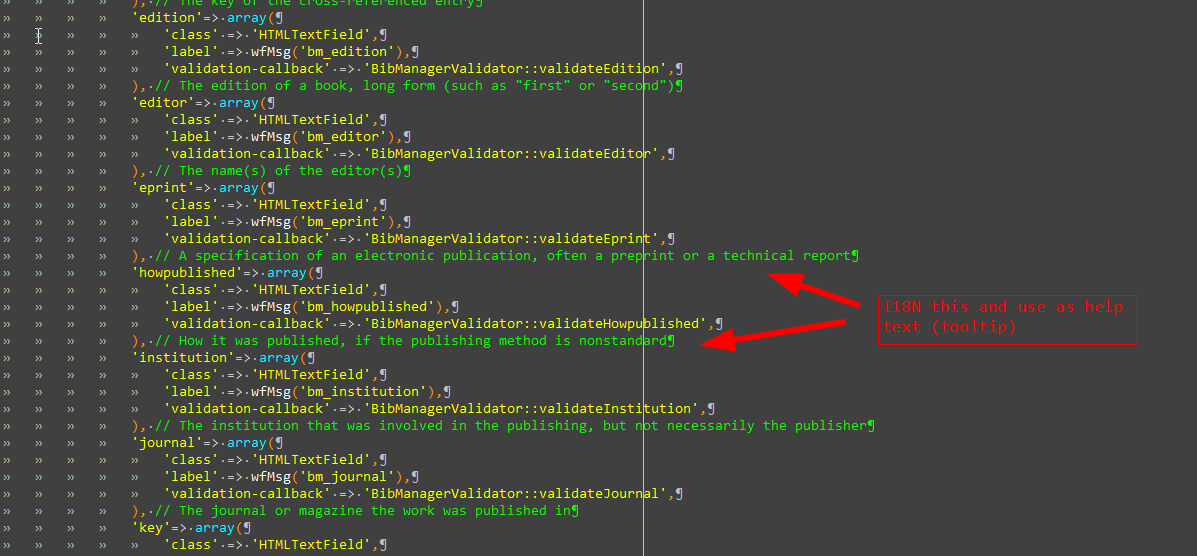 ), // The key of the cross-referenced entry¶
» » » » 'edition'=> array(¶
» » » » » 'class' => 'HTMLTextField',¶
» » » » » 'label' => wfMsg('bm_edition'),¶
» » » » » 'validation-callback' => 'BibManagerValidator::validateEdition',¶
» » » » ), // The edition of a book, long form (such as "first" or "second")¶
» » » » 'editor'=> array(¶
» » » » » 'class' => 'HTMLTextField',¶
» » » » » 'label' => wfMsg('bm_editor'),¶
» » » » » 'validation-callback' => 'BibManagerValidator::validateEditor',¶
» » » » ), // The name(s) of the editor(s)¶
» » » » 'eprint'=> array(¶
» » » » » 'class' => 'HTMLTextField',¶
» » » » » 'label' => wfMsg('bm_eprint'),¶
» » » » » 'validation-callback' => 'BibManagerValidator::validateEprint',¶
» » » » ), // A specification of an electronic publication, often a preprint or a technical report¶
» » » » 'howpublished'=> array(¶
» » » » » 'class' => 'HTMLTextField',¶
» » » » » 'label' => wfMsg('bm_howpublished'),¶
» » » » » 'validation-callback' => 'BibManagerValidator::validateHowpublished',¶
» » » » ), // How it was published, if the publishing method is nonstandard¶
» » » » 'institution'=> array(¶
» » » » » 'class' => 'HTMLTextField',¶
» » » » » 'label' => wfMsg('bm_institution'),¶
» » » » » 'validation-callback' => 'BibManagerValidator::validateInstitution',¶
» » » » ), // The institution that was involved in the publishing, but not necessarily the publisher¶
» » » » 'journal'=> array(¶
» » » » » 'class' => 'HTMLTextField',¶
» » » » » 'label' => wfMsg('bm_journal'),¶
» » » » » 'validation-callback' => 'BibManagerValidator::validateJournal',¶
» » » » ), // The journal or magazine the work was published in¶
» » » » 'key'=> array(¶
» » » » » 'class' => 'HTMLTextField',¶
I18N this and use as help
text (tooltip)